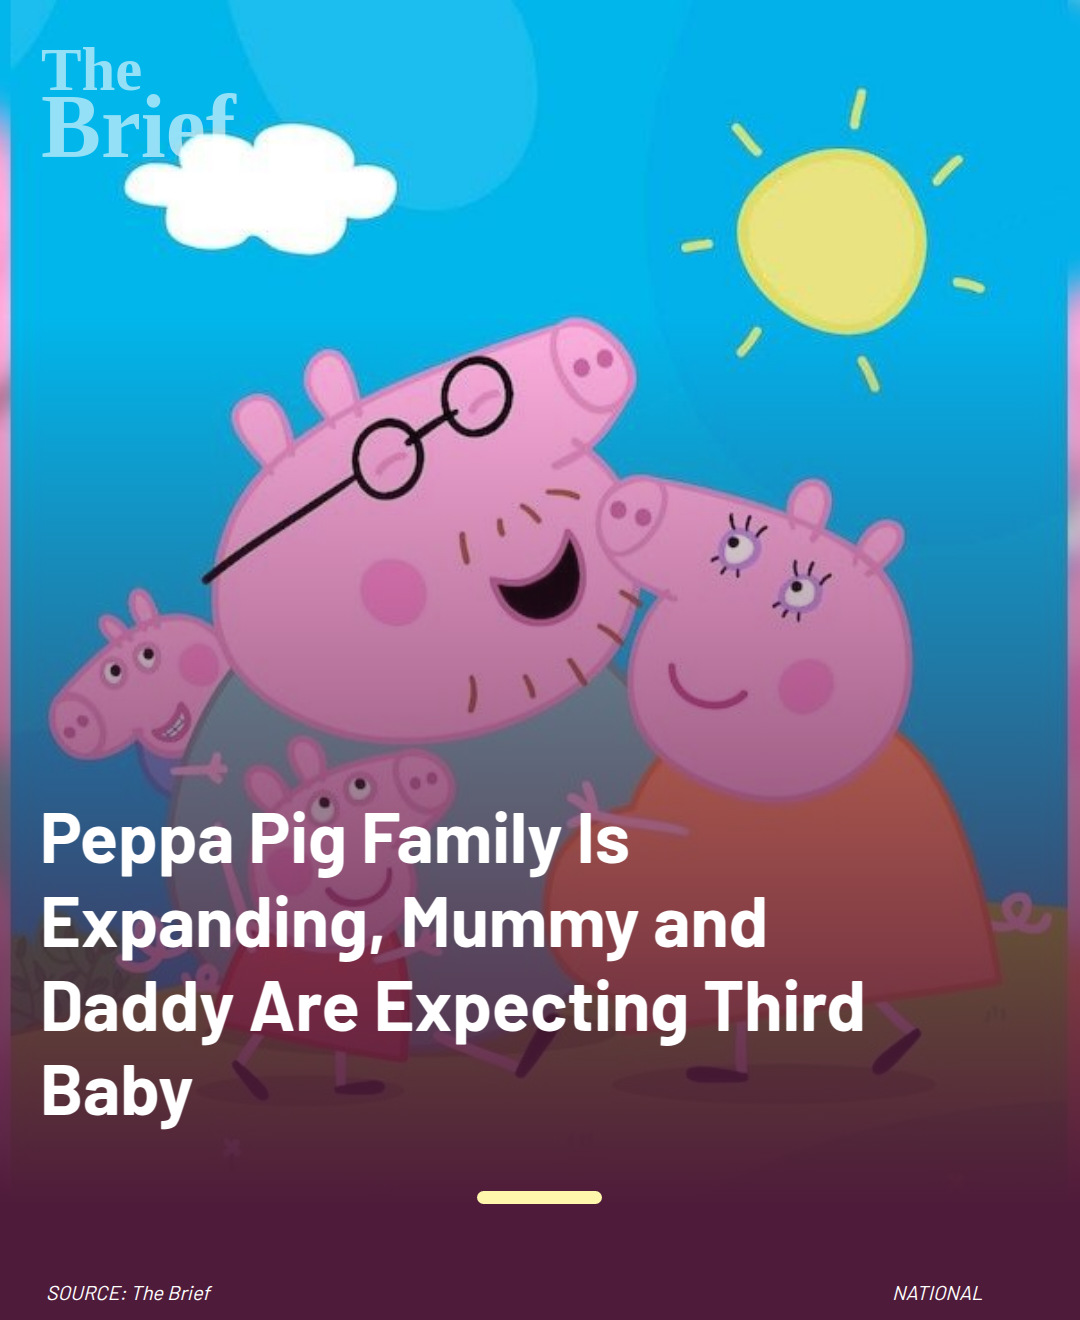 The
Brief
Peppa Pig Family Is
Expanding, Mummy and
Daddy Are Expecting Third
Baby
SOURCE: The Brief
NATIONAL